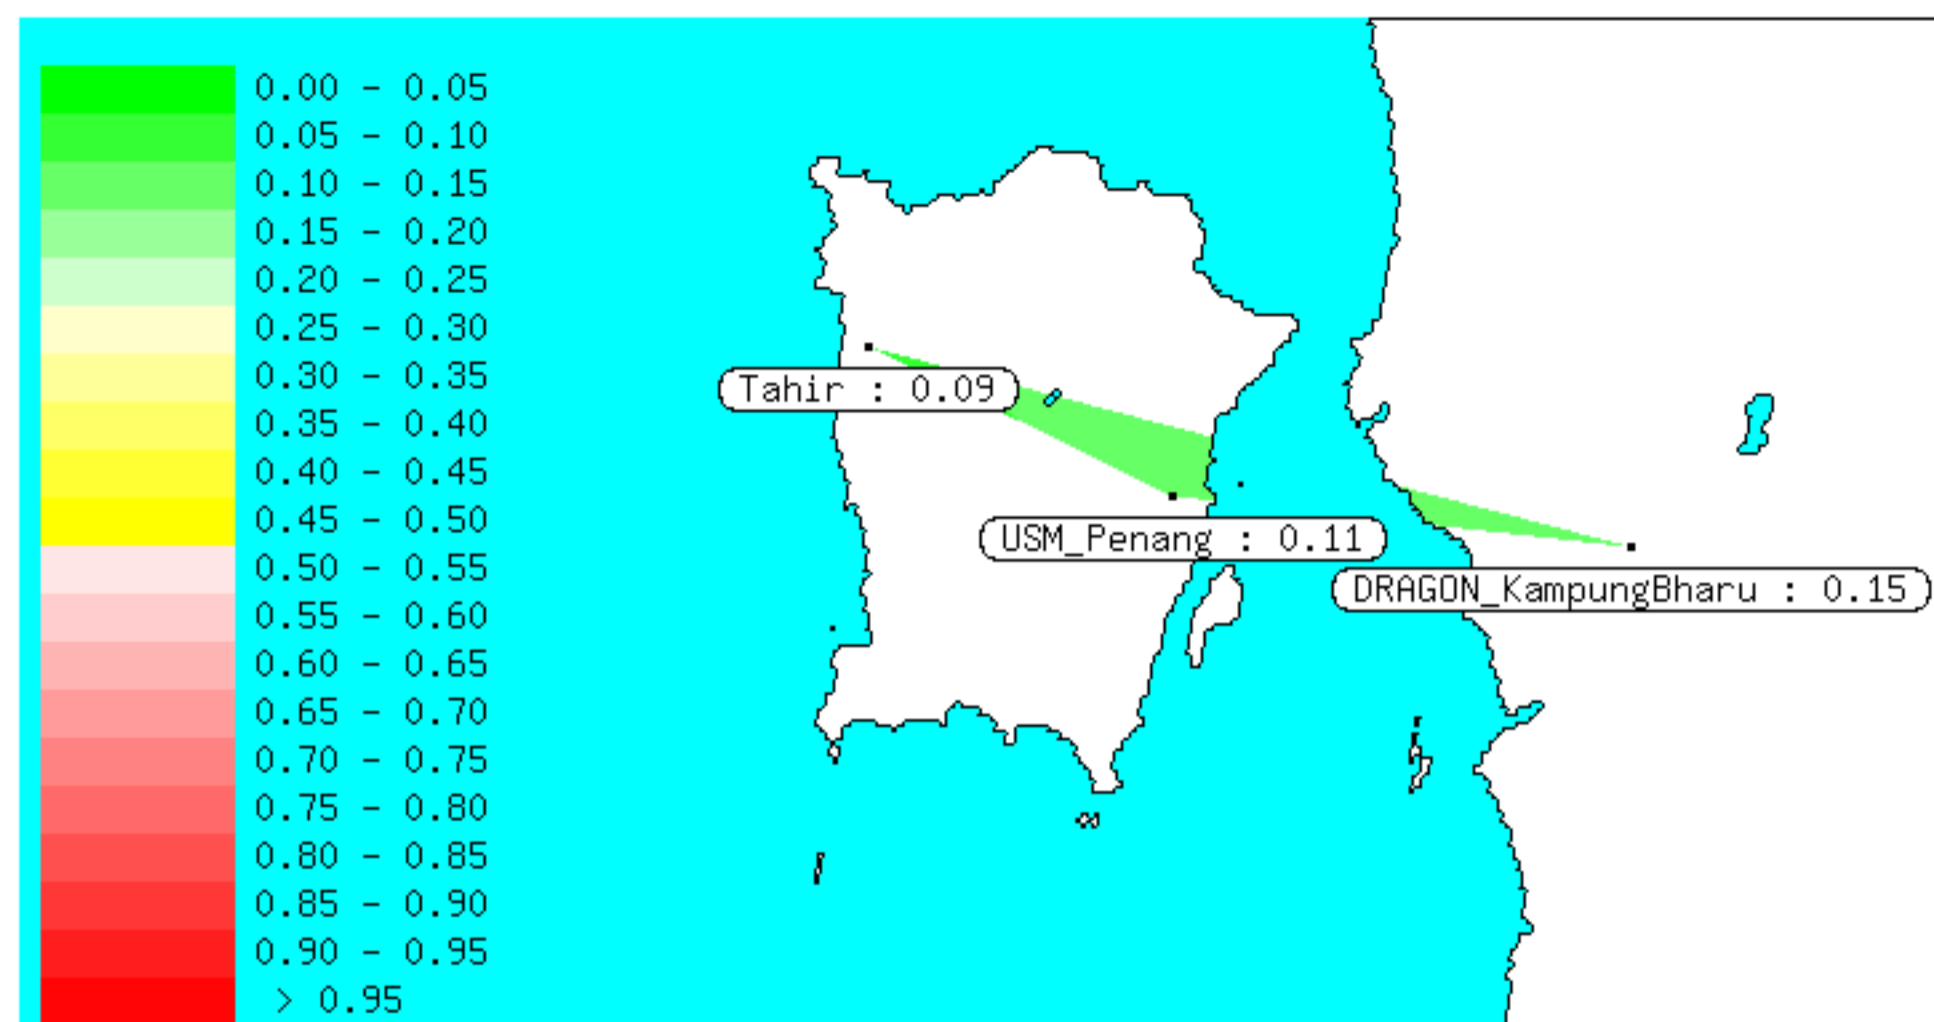 0.00 - 0.05
0.05 - 0.10
0.10 - 0.15
0.15 - 0.20
0.20 - 0.25
0.25 - 0.30
0.30 - 0.35
0.35 - 0.40
0.40 - 0.45
0.45 - 0.50
0.50 - 0.55
0.55 - 0.60
0.60 - 0.65
0.65 - 0.70
0.70 - 0.75
0.75 - 0.80
0.80 - 0.85
0.85 - 0.90
0.90 - 0.95
> 0.95
Tahir : 0.09
USM_Penang : 0.11
DRAGON_KampungBharu : 0.15